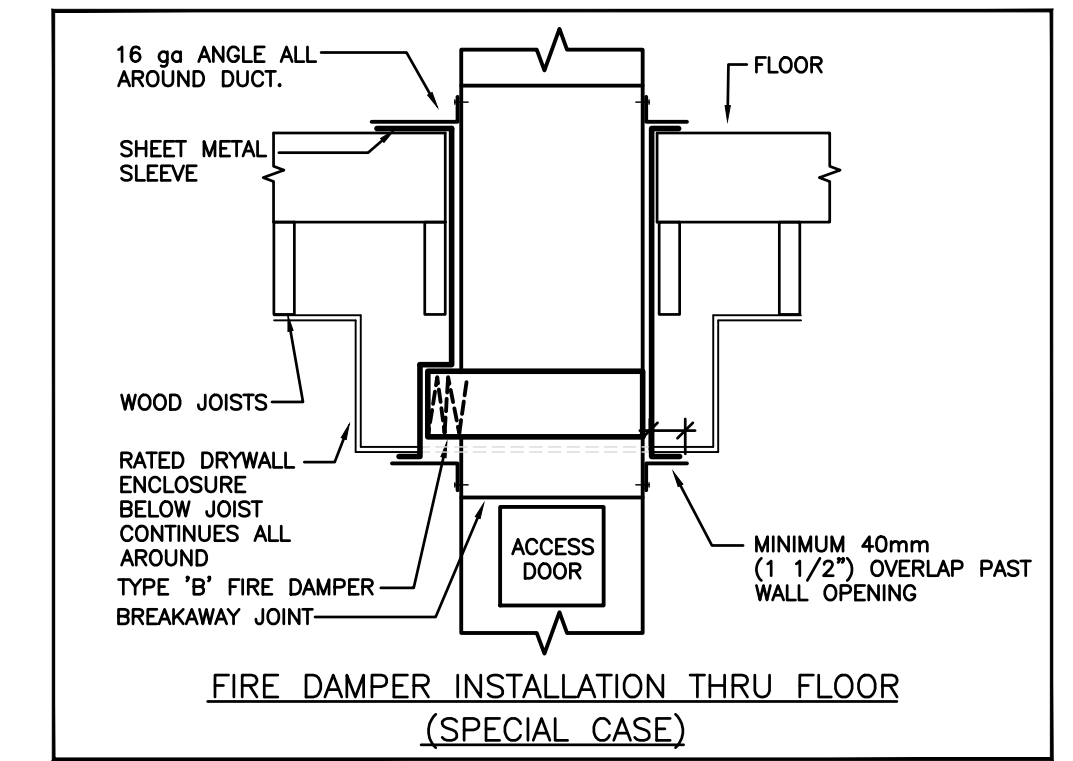 16 ga ANGLE ALL
AROUND DUCT.
FLOOR
SHEET METAL
SLEEVE
WOOD JOISTS
RATED DRYWALL
ENCLOSURE
BELOW JOIST
CONTINUES ALL
AROUND
TYPE 'B' FIRE DAMPER
BREAKAWAY JOINT
ACCESS
DOOR
MINIMUM 40mm
(1 1/2") OVERLAP PAST
WALL OPENING
FIRE DAMPER INSTALLATION THRU FLOOR
(SPECIAL CASE)